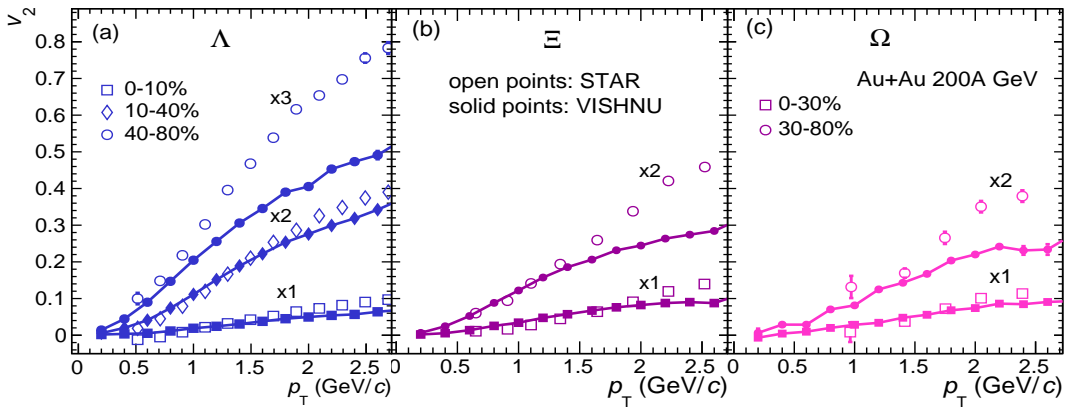 v2
(a) Λ
0-10%
10-40%
40-80%
x3
x2
x1
0.8
0.7
0.6
0.5
0.4
0.3
0.2
0.1
0
0 0.5 1 1.5 2 2.5
pT (GeV/c)
(b) Ξ
open points: STAR
solid points: VISHNU
x2
x1
0 0.5 1 1.5 2 2.5
pT (GeV/c)
(c) Ω
Au+Au 200A GeV
0-30%
30-80%
x2
x1
0 0.5 1 1.5 2 2.5
pT (GeV/c)